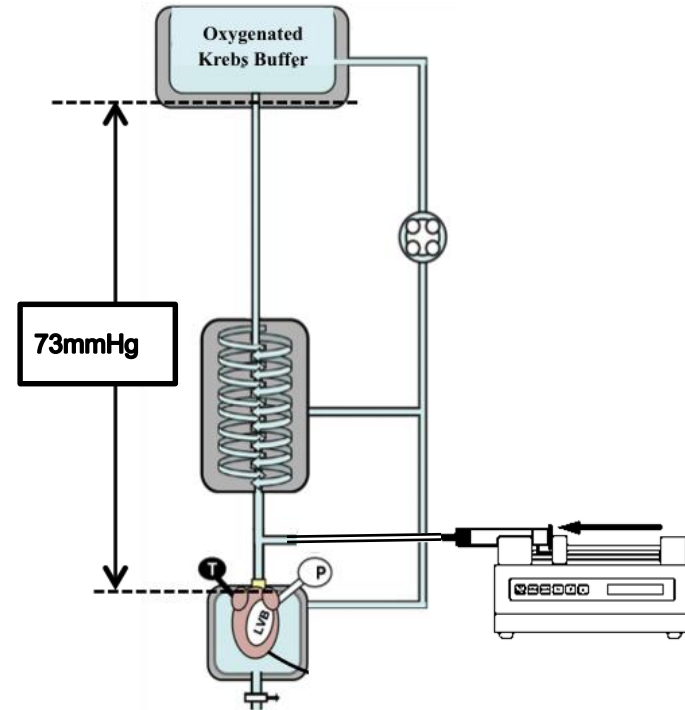 Oxygenated
Krebs Buffer
73mmHg
T
P
LVB